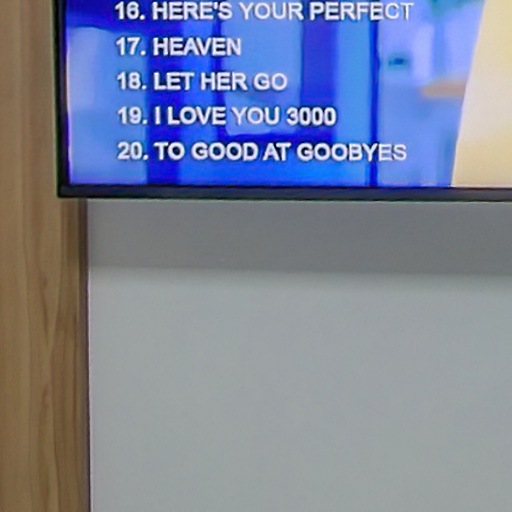 16. HERE'S YOUR PERFECT
17. HEAVEN
18. LET HER GO
19. I LOVE YOU 3000
20. TO GOOD AT GOOBYES